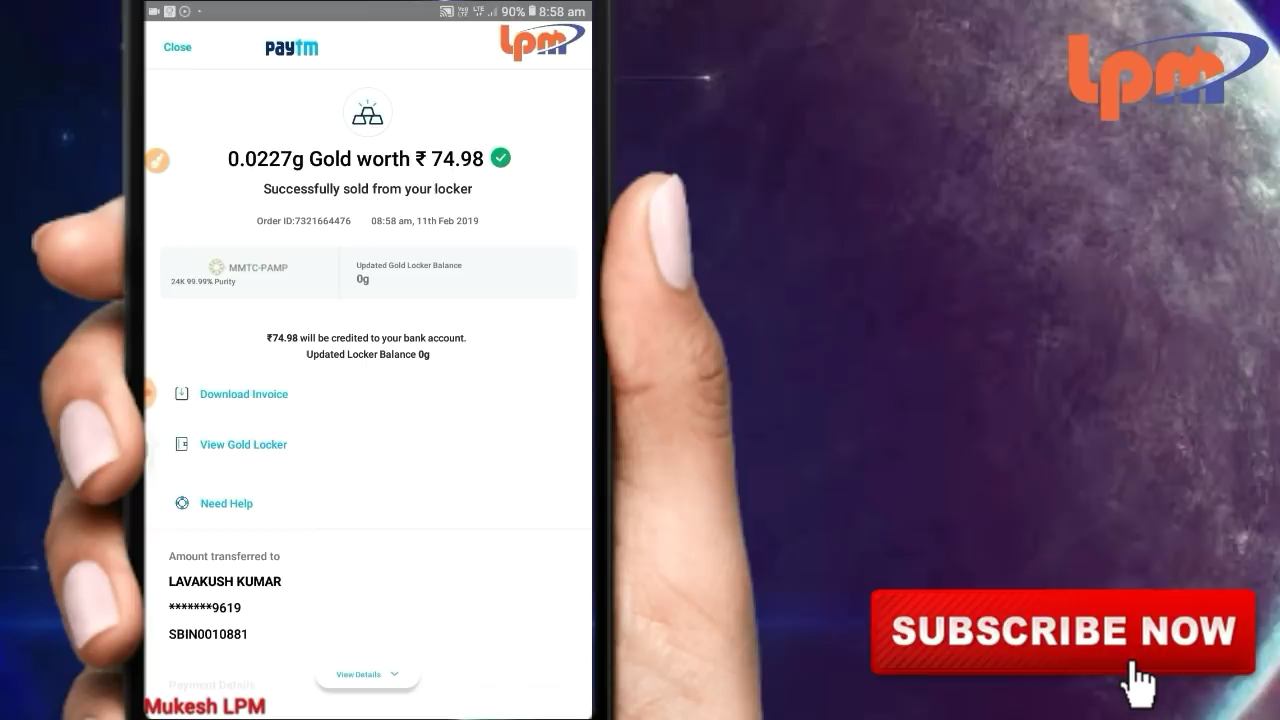 90% 8:58 am
Close
paytm
lpm
lpm
0.0227g Gold worth ₹ 74.98
Successfully sold from your locker
Order ID:7321664476 08:58 am, 11th Feb 2019
MMTC-PAMP
24K 99.99% Purity
Updated Gold Locker Balance
0g
₹74.98 will be credited to your bank account.
Updated Locker Balance 0g
Download Invoice
View Gold Locker
Need Help
Amount transferred to
LAVAKUSH KUMAR
*******9619
SBIN0010881
View Details
Payment Details
Mukesh LPM
SUBSCRIBE NOW